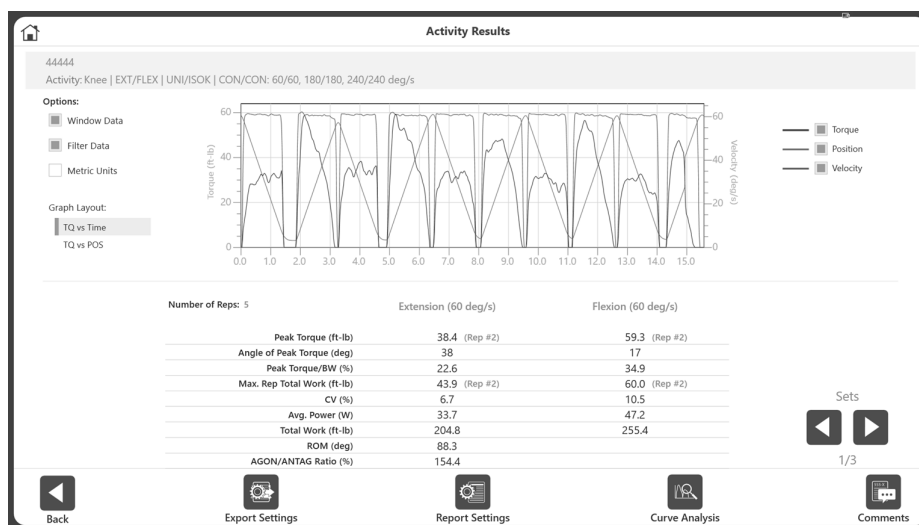 Activity Results
44444
Activity: Knee | EXT/FLEX | UNI/ISOK | CON/CON: 60/60, 180/180, 240/240 deg/s
Options:
Window Data
Filter Data
Metric Units
Graph Layout:
TQ vs Time
TQ vs POS
Torque (ft-lb)
60
40
20
0
0.0 1.0 2.0 3.0 4.0 5.0 6.0 7.0 8.0 9.0 10.0 11.0 12.0 13.0 14.0 15.0
Velocity (deg/s)
60
40
20
0
Torque
Position
Velocity
Number of Reps: 5 Extension (60 deg/s) Flexion (60 deg/s)
Peak Torque (ft-lb) 38.4 (Rep #2) 59.3 (Rep #2)
Angle of Peak Torque (deg) 38 17
Peak Torque/BW (%) 22.6 34.9
Max. Rep Total Work (ft-lb) 43.9 (Rep #2) 60.0 (Rep #2)
CV (%) 6.7 10.5
Avg. Power (W) 33.7 47.2
Total Work (ft-lb) 204.8 255.4
ROM (deg) 88.3
AGON/ANTAG Ratio (%) 154.4
Sets
1/3
Back
Export Settings
Report Settings
Curve Analysis
Comments